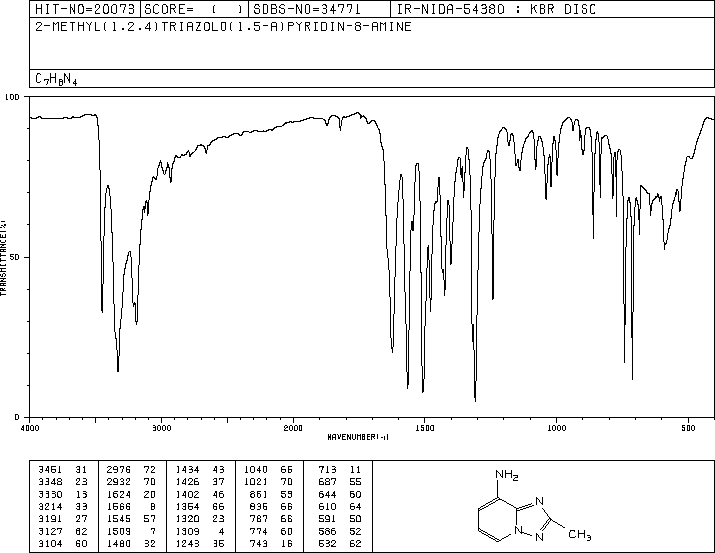 HIT-NO=20073 SCORE= ( ) SDBS-NO=34771 IR-NIDA-54380 : KBR DISC
2-METHYL(1.2.4)TRIAZOLO(1.5-A)PYRIDIN-8-AMINE
C7H8N4
100
50
0
TRANSMITTANCE(%)
4000 3000 2000 1500 1000 500
WAVENUMBER(-1)
3461 31 2976 72 1434 43 1040 66 713 11
3348 23 2932 70 1426 37 1021 70 687 55
3330 13 1624 20 1402 46 861 55 644 60
3214 33 1566 8 1354 66 836 66 610 64
3191 27 1545 57 1320 23 787 66 591 50
3127 62 1509 7 1309 4 774 60 586 52
3104 60 1480 32 1243 35 743 16 532 62
NH2
N
N
N
CH3